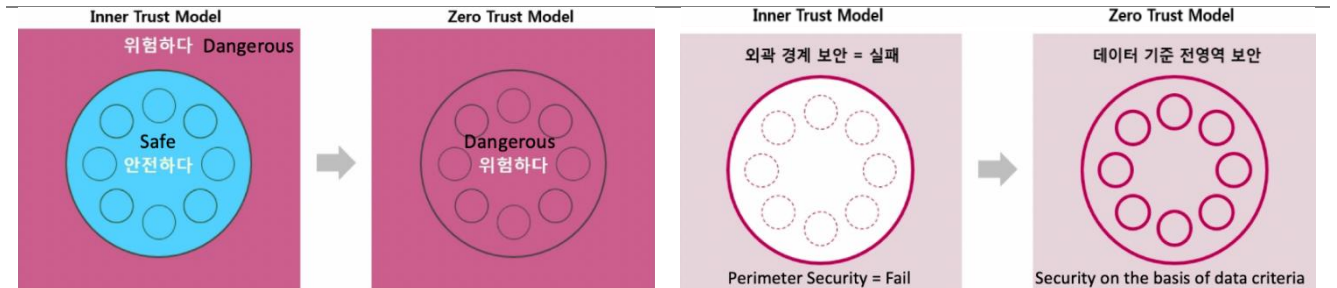 Inner Trust Model
위험하다 Dangerous
Safe
안전하다
Zero Trust Model
Dangerous
위험하다
Inner Trust Model
외곽 경계 보안 = 실패
Perimeter Security = Fail
Zero Trust Model
데이터 기준 전영역 보안
Security on the basis of data criteria